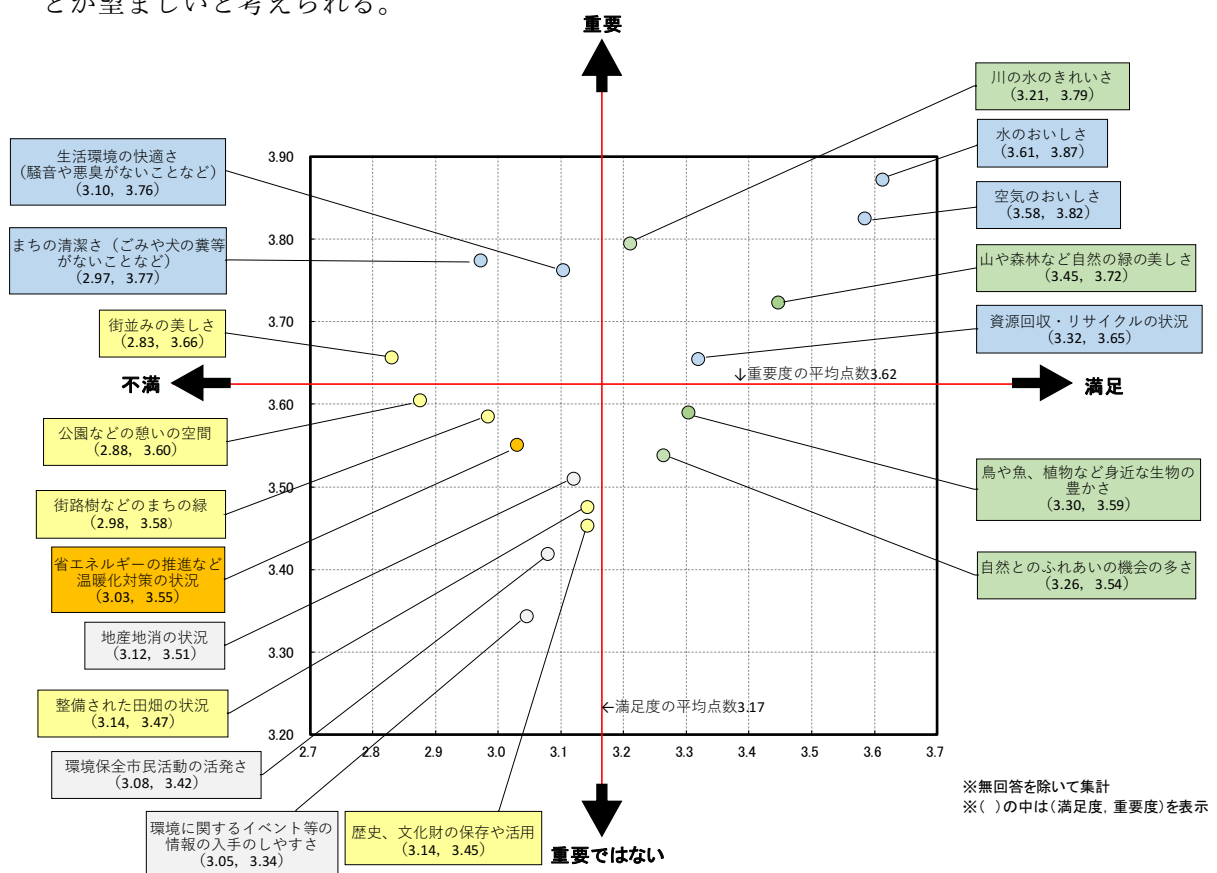 とが望ましいと考えられる。
重要
川の水のきれいさ
（3.21, 3.79）
水のおいしさ
（3.61, 3.87）
空気のおいしさ
（3.58, 3.82）
山や森林など自然の緑の美しさ
（3.45, 3.72）
資源回収・リサイクルの状況
（3.32, 3.65）
生活環境の快適さ
（騒音や悪臭がないことなど）
（3.10, 3.76）
まちの清潔さ（ごみや犬の糞等
がないことなど）
（2.97, 3.77）
街並みの美しさ
（2.83, 3.66）
不満
満足
↓重要度の平均点数3.62
公園などの憩いの空間
（2.88, 3.60）
街路樹などのまちの緑
（2.98, 3.58）
省エネルギーの推進など
温暖化対策の状況
（3.03, 3.55）
地産地消の状況
（3.12, 3.51）
整備された田畑の状況
（3.14, 3.47）
環境保全市民活動の活発さ
（3.08, 3.42）
環境に関するイベント等の
情報の入手のしやすさ
（3.05, 3.34）
歴史、文化財の保存や活用
（3.14, 3.45）
鳥や魚、植物など身近な生物の
豊かさ
（3.30, 3.59）
自然とのふれあいの機会の多さ
（3.26, 3.54）
←満足度の平均点数3.17
3.90
3.80
3.70
3.60
3.50
3.40
3.30
3.20
2.7 2.8 2.9 3.0 3.1 3.2 3.3 3.4 3.5 3.6 3.7
重要ではない
※無回答を除いて集計
※( )の中は(満足度, 重要度)を表示